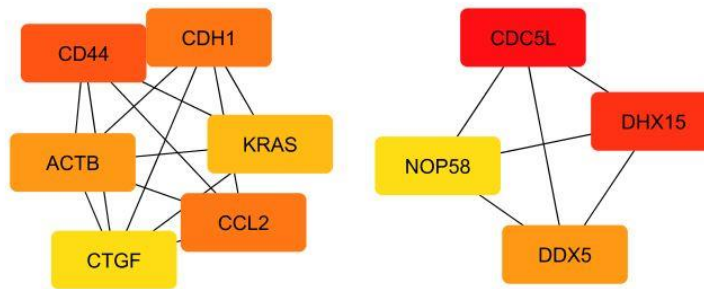 CD44
CDH1
ACTB
KRAS
CCL2
CTGF
CDC5L
DHX15
NOP58
DDX5